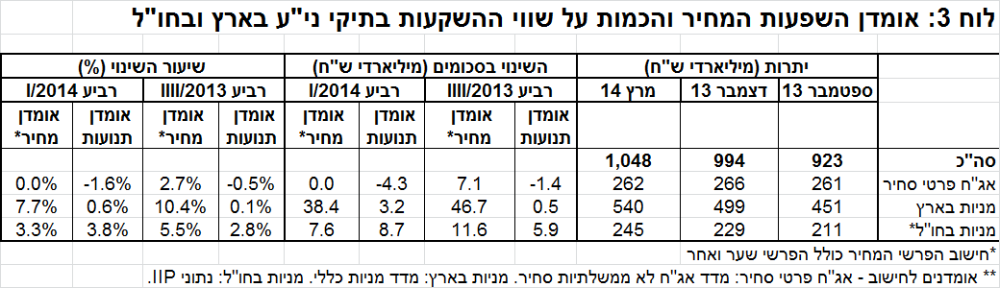 לוח 3: אומדן השפעות המחיר והכמות על שווי ההשקעות בתיקי ני"ע בארץ ובחו"ל
יתרות (מיליארדי ש"ח) השינוי בסכומים (מיליארדי ש"ח) שיעור השינוי (%)
ספטמבר 13 דצמבר 13 מרץ 14 רביע IIII/2013 רביע I/2014 רביע IIII/2013 רביע I/2014
אומדן תנועות אומדן מחיר* אומדן תנועות אומדן מחיר* אומדן תנועות אומדן מחיר* אומדן תנועות אומדן מחיר*
סה"כ 923 994 1,048
אג"ח פרטי סחיר 261 266 262 -1.4 7.1 -4.3 0.0 -0.5% 2.7% -1.6% 0.0%
מניות בארץ 451 499 540 0.5 46.7 3.2 38.4 0.1% 10.4% 0.6% 7.7%
מניות בחו"ל* 211 229 245 5.9 11.6 8.7 7.6 2.8% 5.5% 3.8% 3.3%
*חישוב הפרשי המחיר כולל הפרשי שער ואחר
** אומדנים לחישוב - אג"ח פרטי סחיר: מדד אג"ח לא ממשלתיות סחיר. מניות בארץ: מדד מניות כללי. מניות בחו"ל: נתוני IIP.